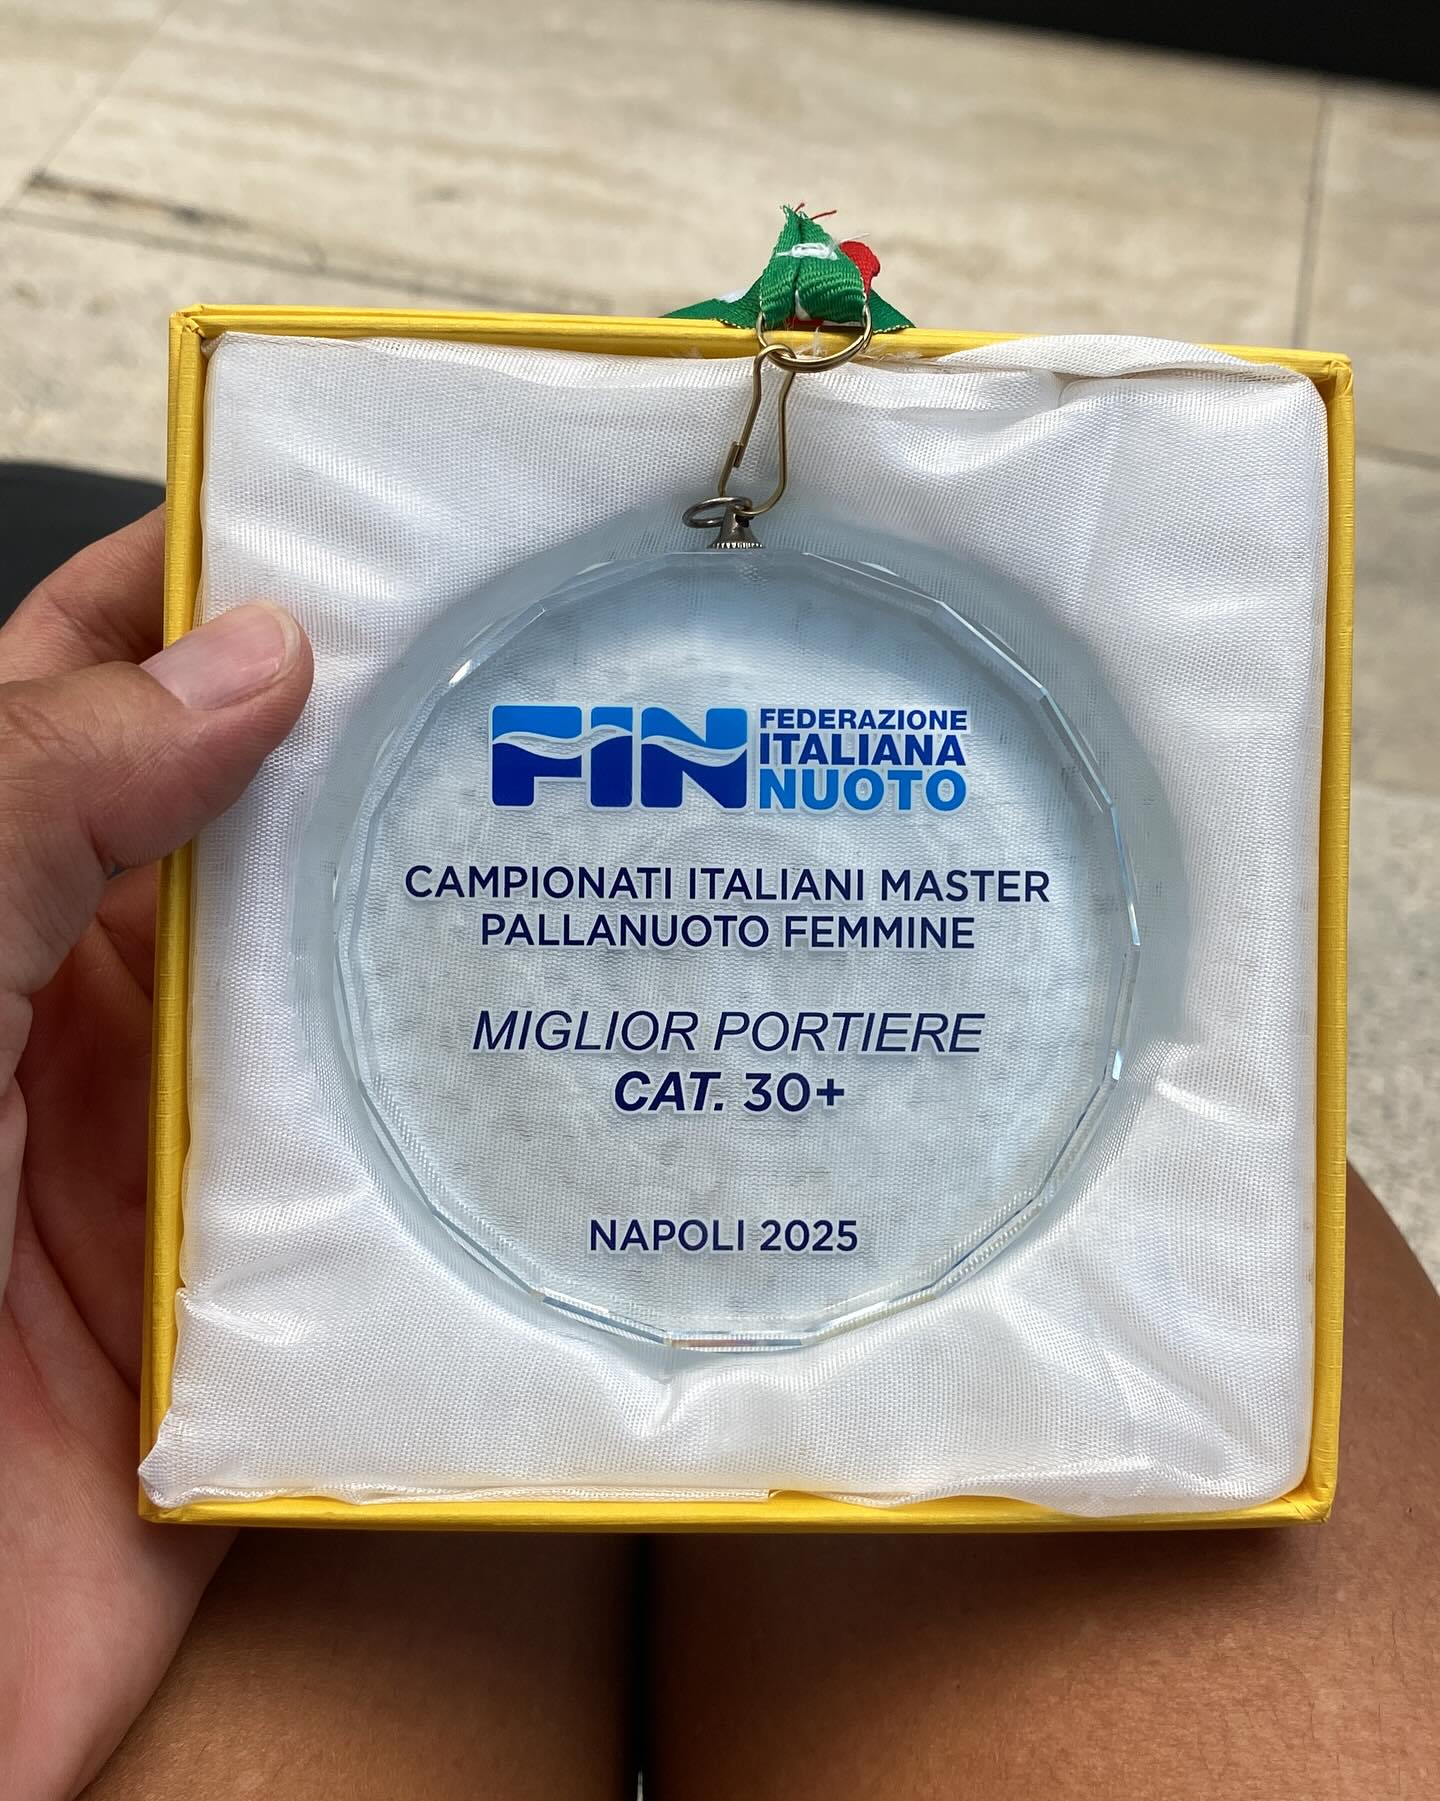 FIN FEDERAZIONE
ITALIANA
NUOTO
CAMPIONATI ITALIANI MASTER
PALLANUOTO FEMMINE
MIGLIOR PORTIERE
CAT. 30+
NAPOLI 2025